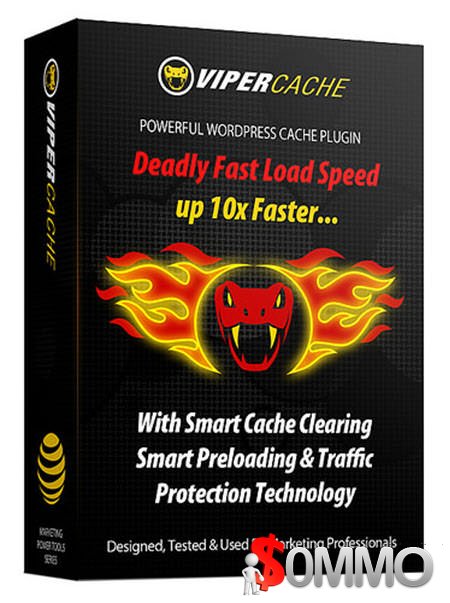 VIPERCACHE
POWERFUL WORDPRESS CACHE PLUGIN
Deadly Fast Load Speed
up 10x Faster...
With Smart Cache Clearing
Smart Preloading & Traffic
Protection Technology
Designed, Tested & Used Marketing Professionals
VIPERCACHE
MARKETING
POWER TOOLS
SERIES
$0MMO